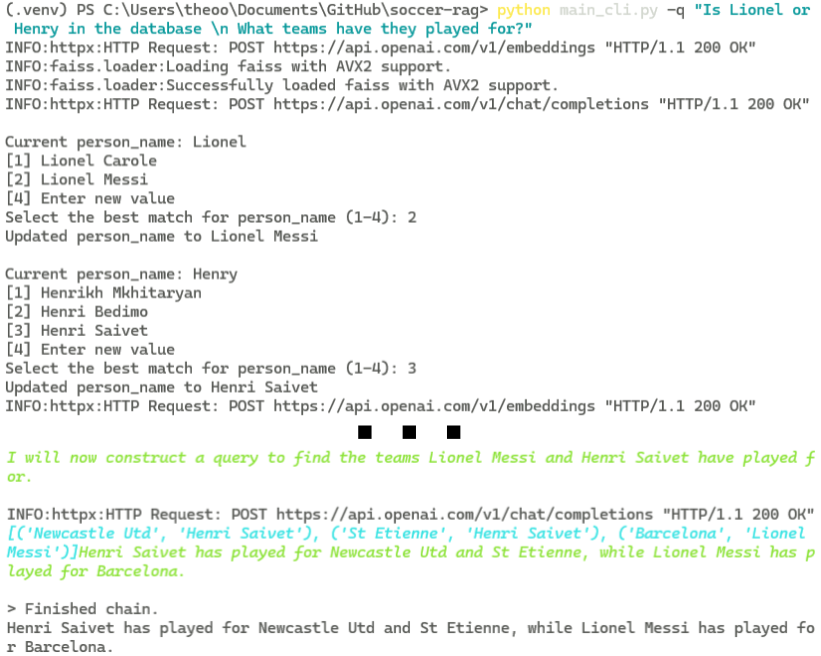 (.venv) PS C:\Users\theoo\Documents\GitHub\soccer-rag> python main_cli.py -q "Is Lionel or
Henry in the database \n What teams have they played for?"
INFO:httpx:HTTP Request: POST https://api.openai.com/v1/embeddings "HTTP/1.1 200 OK"
INFO:faiss.loader:Loading faiss with AVX2 support.
INFO:faiss.loader:Successfully loaded faiss with AVX2 support.
INFO:httpx:HTTP Request: POST https://api.openai.com/v1/chat/completions "HTTP/1.1 200 OK"
Current person_name: Lionel
[1] Lionel Carole
[2] Lionel Messi
[4] Enter new value
Select the best match for person_name (1-4): 2
Updated person_name to Lionel Messi
Current person_name: Henry
[1] Henrikh Mkhitaryan
[2] Henri Bedimo
[3] Henri Saivet
[4] Enter new value
Select the best match for person_name (1-4): 3
Updated person_name to Henri Saivet
INFO:httpx:HTTP Request: POST https://api.openai.com/v1/embeddings "HTTP/1.1 200 OK"
I will now construct a query to find the teams Lionel Messi and Henri Saivet have played f
or.
INFO:httpx:HTTP Request: POST https://api.openai.com/v1/chat/completions "HTTP/1.1 200 OK"
[('Newcastle Utd', 'Henri Saivet'), ('St Etienne', 'Henri Saivet'), ('Barcelona', 'Lionel
Messi')]Henri Saivet has played for Newcastle Utd and St Etienne, while Lionel Messi has p
layed for Barcelona.
> Finished chain.
Henri Saivet has played for Newcastle Utd and St Etienne, while Lionel Messi has played fo
r Barcelona.